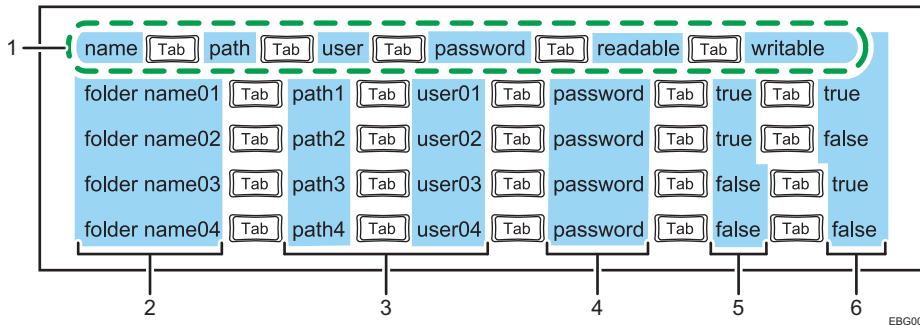 1 name Tab path Tab user Tab password Tab readable Tab writable
folder name01 Tab path1 Tab user01 Tab password Tab true Tab true
folder name02 Tab path2 Tab user02 Tab password Tab true Tab false
folder name03 Tab path3 Tab user03 Tab password Tab false Tab true
folder name04 Tab path4 Tab user04 Tab password Tab false Tab false
2 3 4 5 6